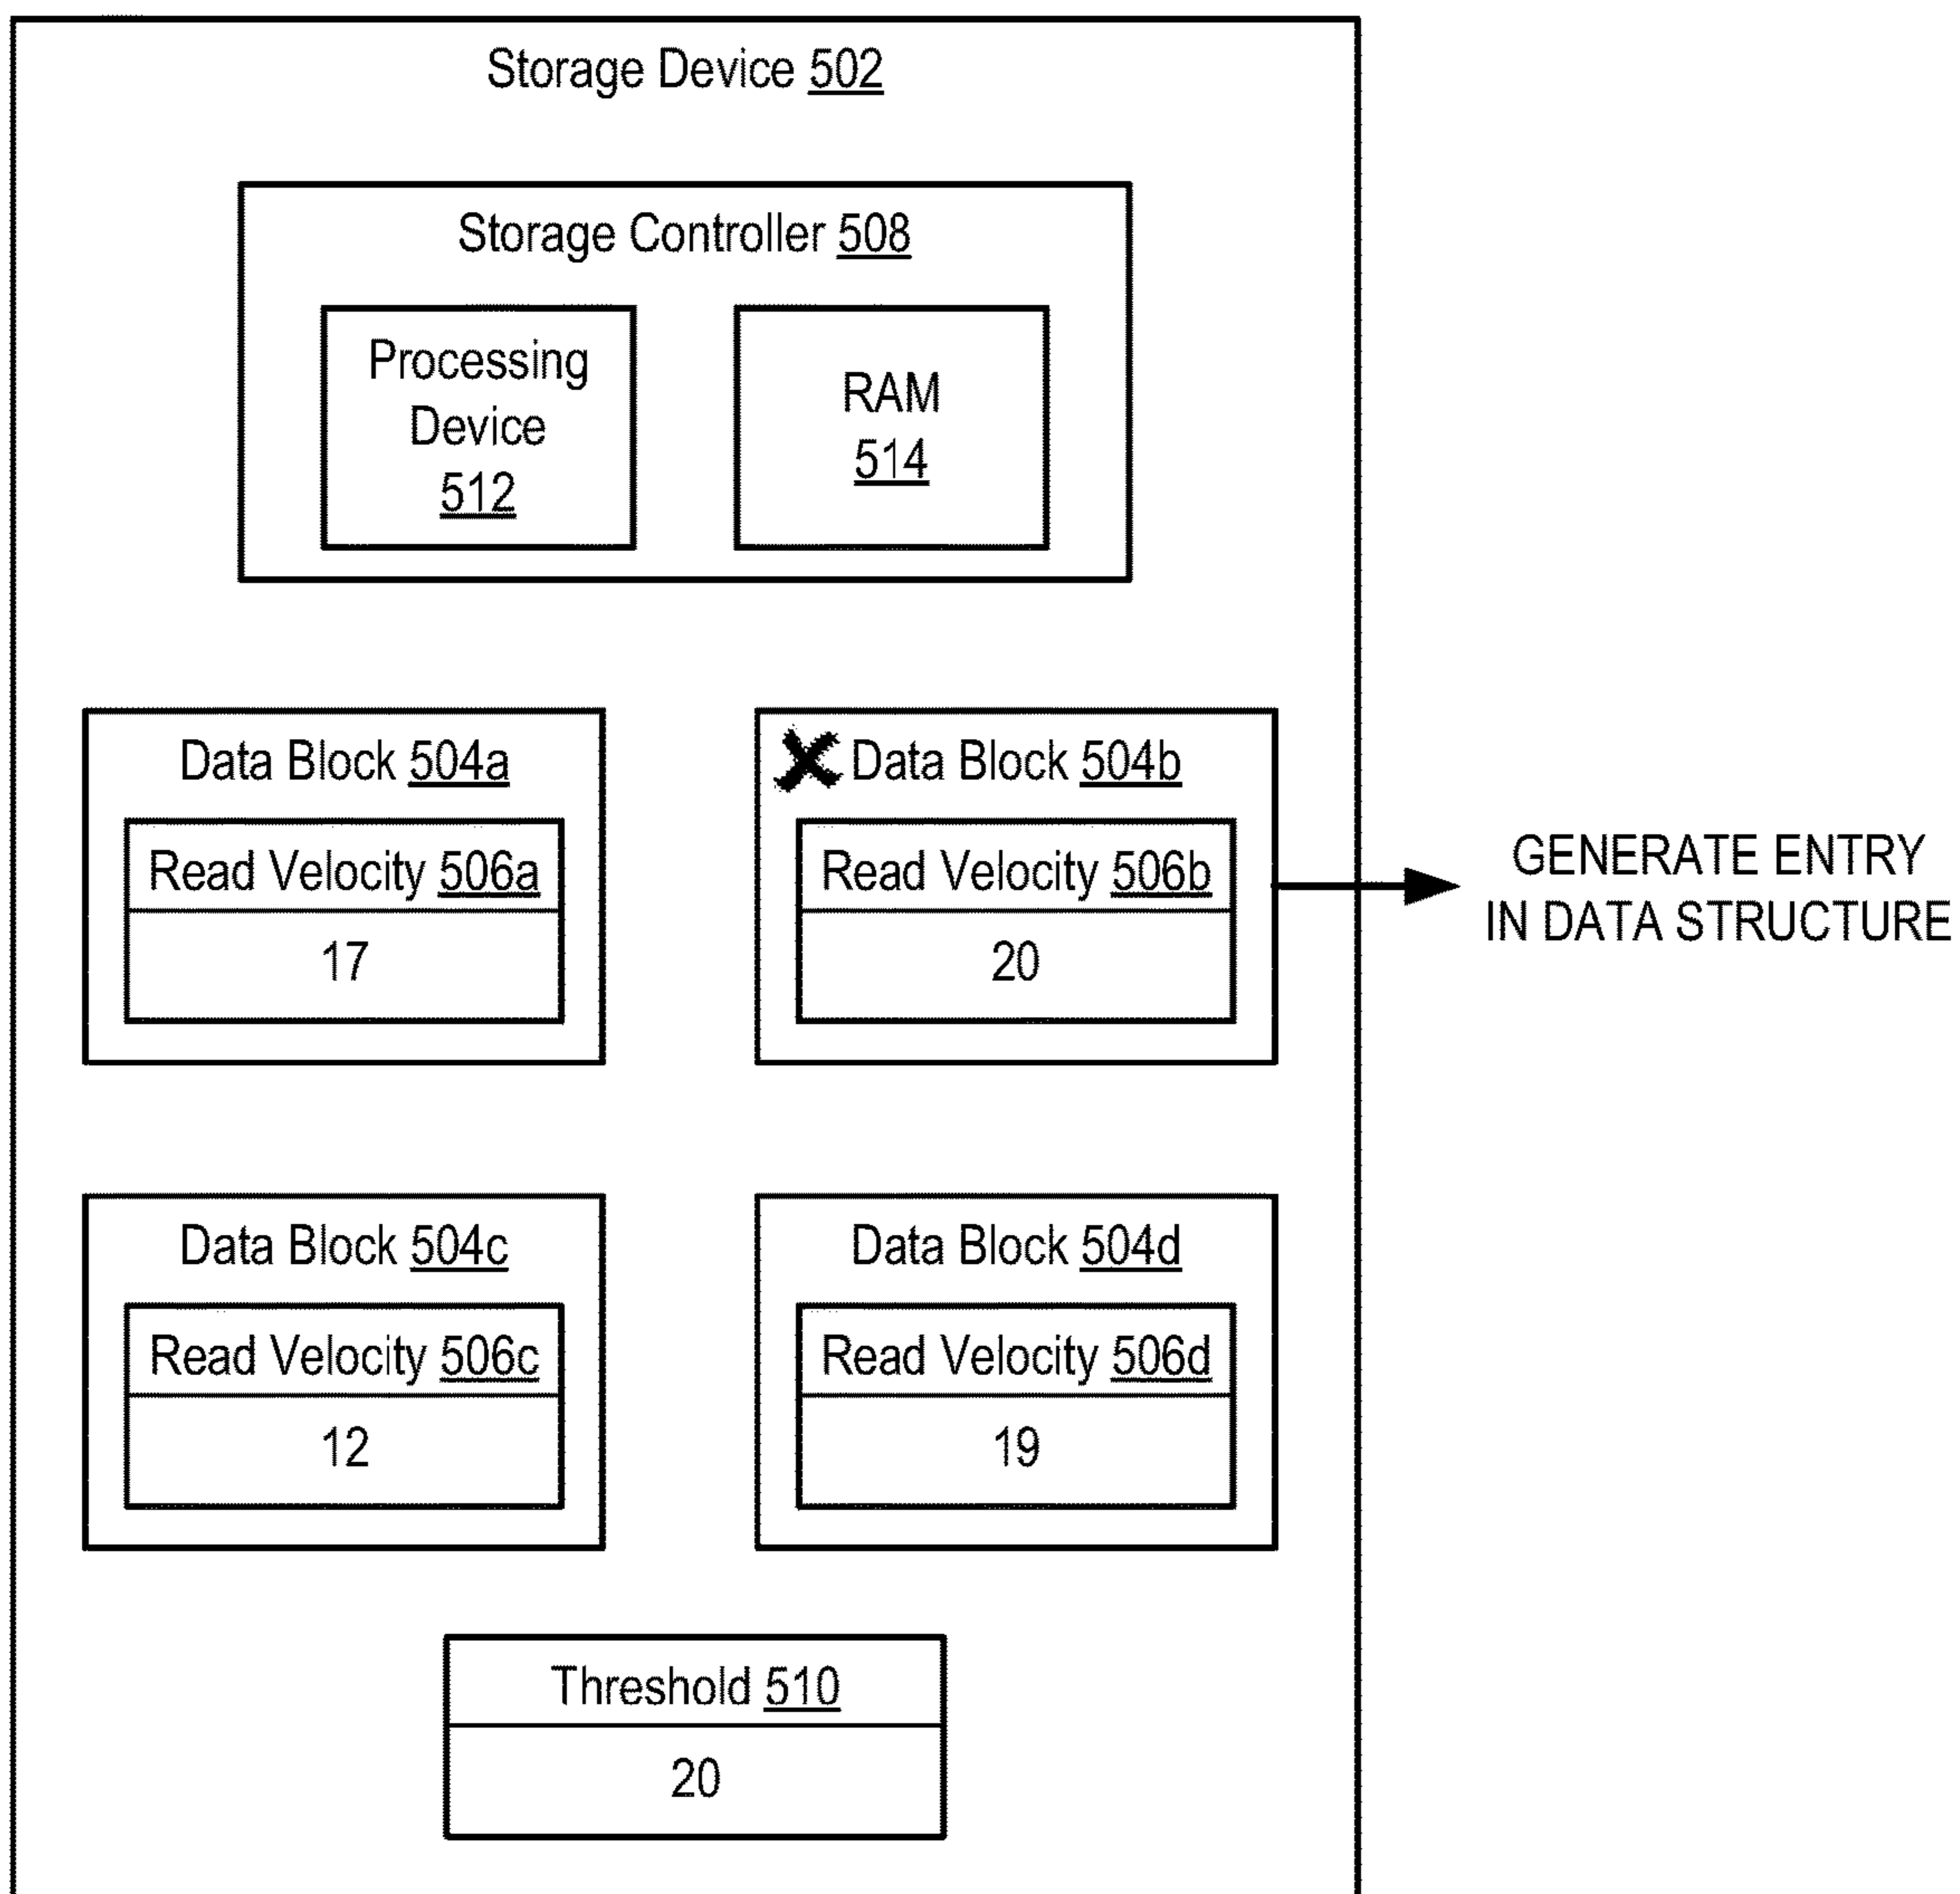 Storage Device 502
Storage Controller 508
Processing
Device
512
RAM
514
Data Block 504a
Read Velocity 506a
17
Data Block 504b
Read Velocity 506b
20
GENERATE ENTRY
IN DATA STRUCTURE
Data Block 504c
Read Velocity 506c
12
Data Block 504d
Read Velocity 506d
19
Threshold 510
20